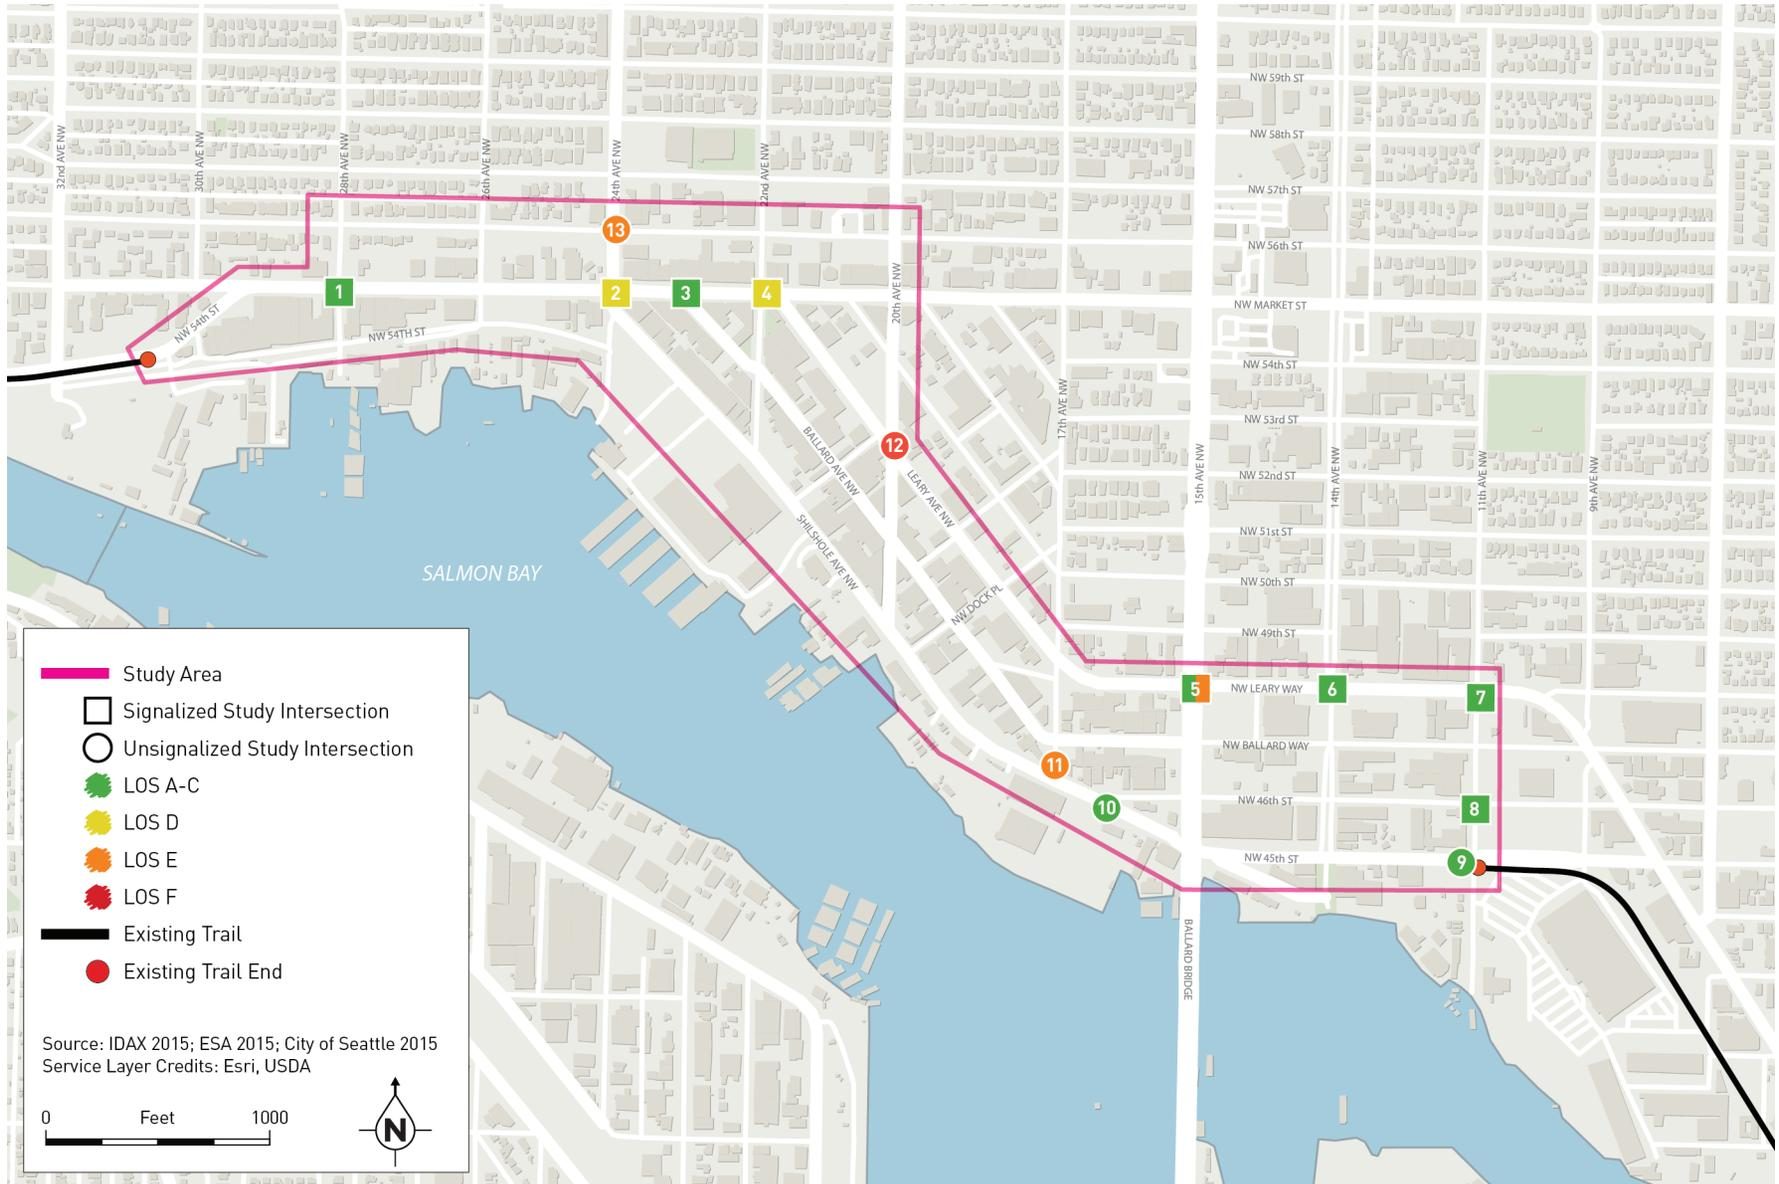 NW 59th ST
NW 58th ST
32nd AVE NW
30th AVE NW
28th AVE NW
26th AVE NW
24th AVE NW
22nd AVE NW
NW 57th ST
13
NW 56th ST
20th AVE NW
1
2
3
4
NW MARKET ST
NW 54th ST
NW 54TH ST
NW 54th ST
17th AVE NW
NW 53rd ST
12
BALLARD AVE NW
LEARY AVE NW
15th AVE NW
14th AVE NW
11th AVE NW
9th AVE NW
NW 52nd ST
SHILSHOLE AVE NW
NW 51st ST
SALMON BAY
NW 50th ST
NW DOCK PL
NW 49th ST
5
NW LEARY WAY
6
7
NW BALLARD WAY
11
10
NW 46th ST
8
NW 45th ST
9
BALLARD BRIDGE
Study Area
Signalized Study Intersection
Unsignalized Study Intersection
LOS A-C
LOS D
LOS E
LOS F
Existing Trail
Existing Trail End
Source: IDAX 2015; ESA 2015; City of Seattle 2015
Service Layer Credits: Esri, USDA
0 Feet 1000
N